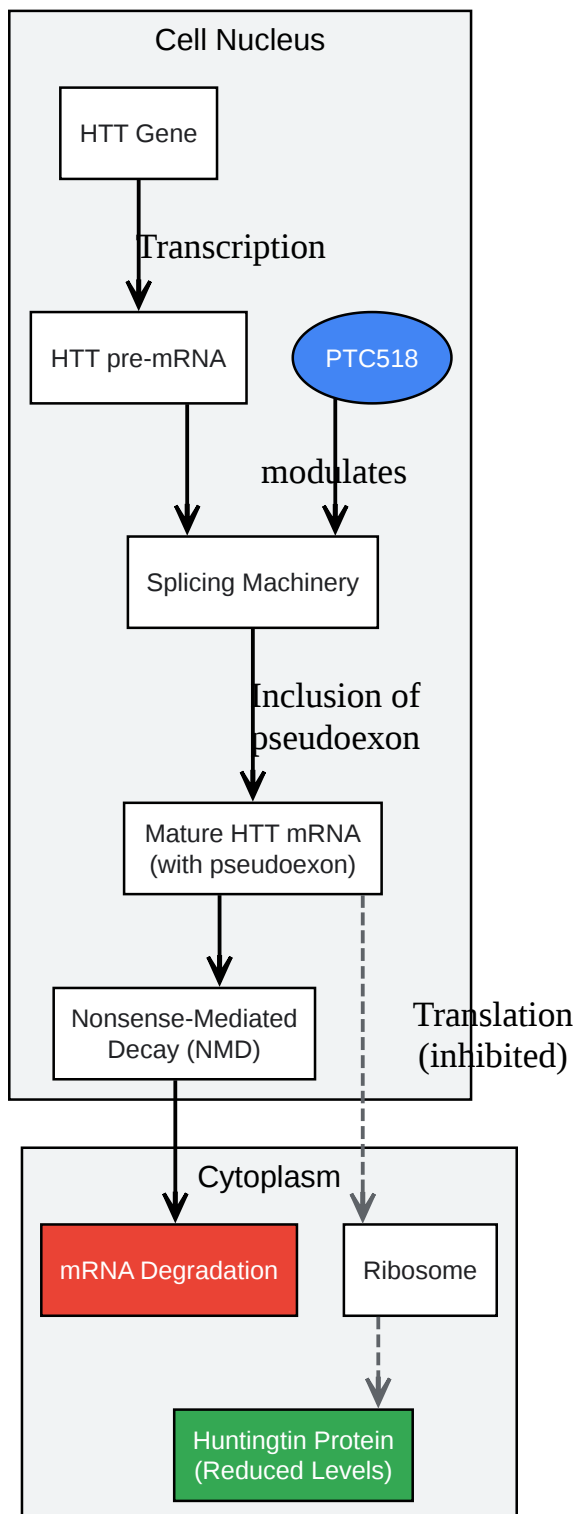 Cell Nucleus
HTT Gene
Transcription
HTT pre-mRNA
PTC518
modulates
Splicing Machinery
Inclusion of
pseudoexon
Mature HTT mRNA
(with pseudoexon)
Nonsense-Mediated
Decay (NMD)
Translation
(inhibited)
Cytoplasm
mRNA Degradation
Ribosome
Huntingtin Protein
(Reduced Levels)